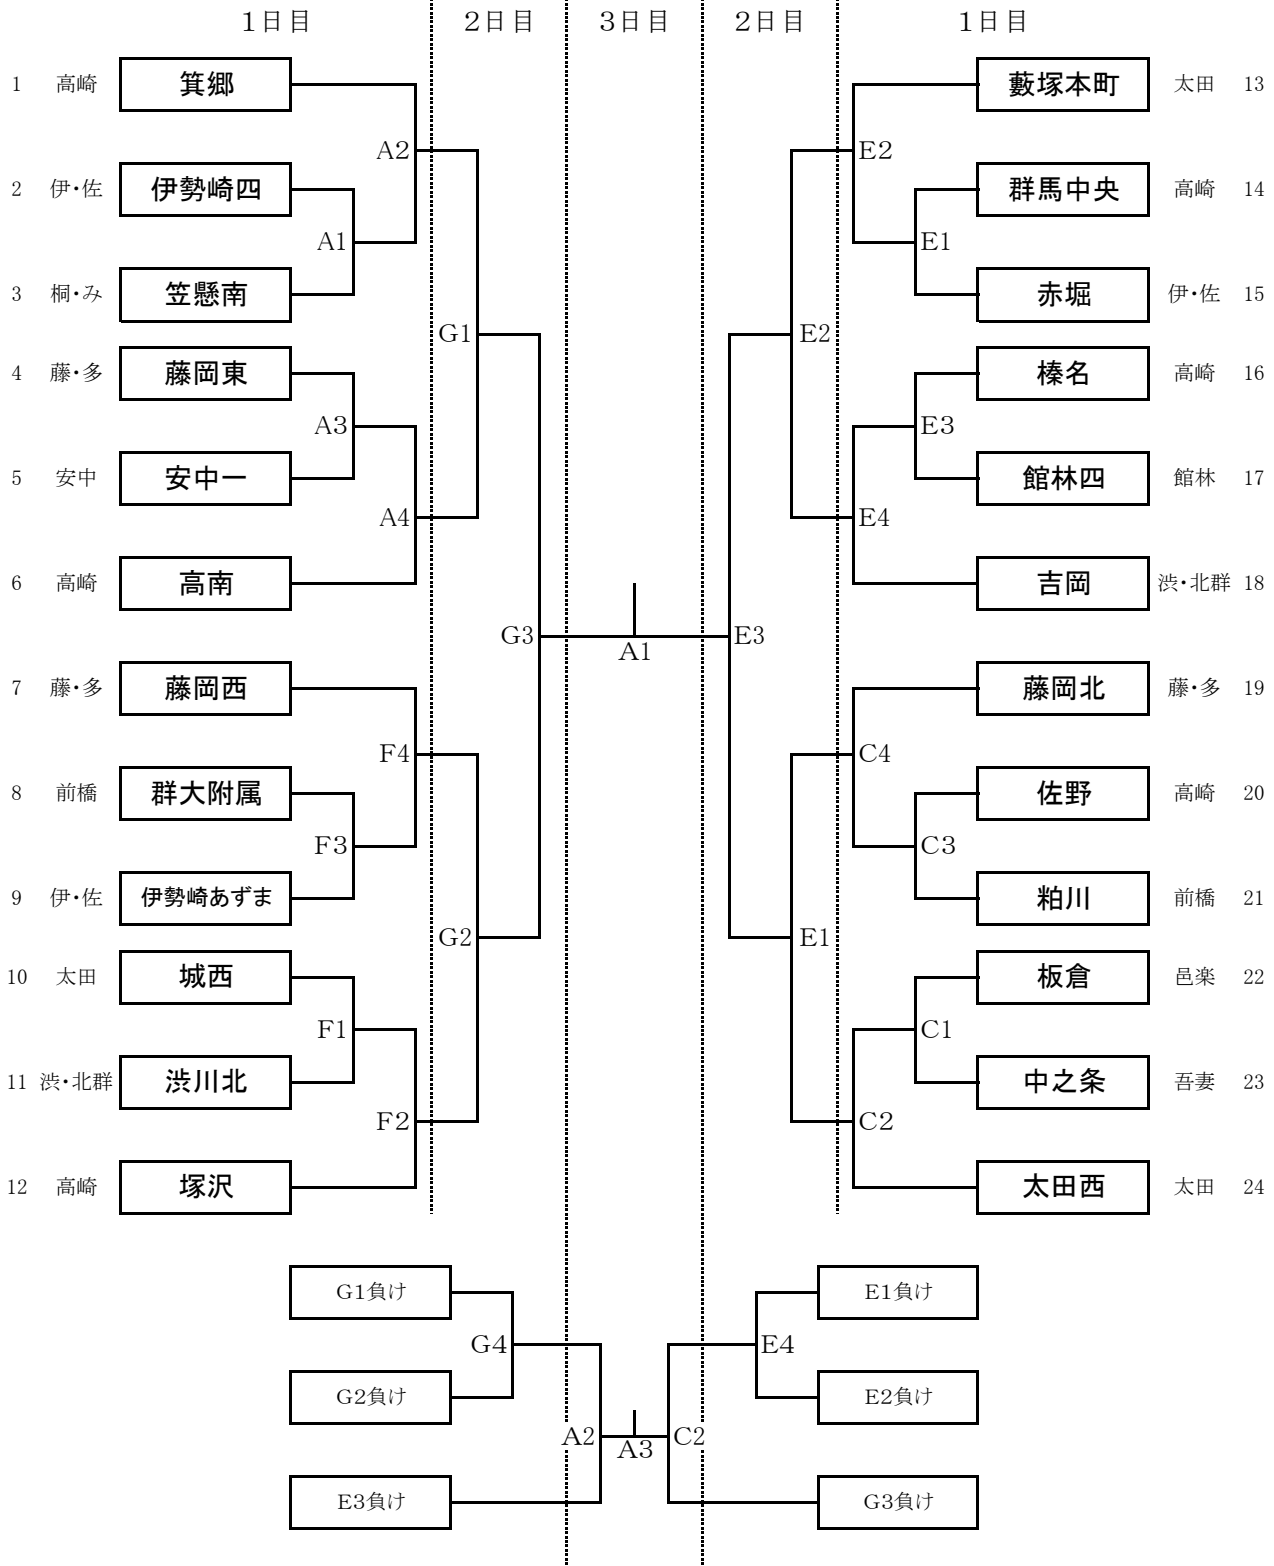 1日目 2日目 3日目 2日目 1日目
1 高崎 箕郷 藪塚本町 太田 13
A2 E2
2 伊・佐 伊勢崎四 群馬中央 高崎 14
A1 E1
3 桐・み 笠懸南 赤堀 伊・佐 15
G1 E2
4 藤・多 藤岡東 榛名 高崎 16
A3 E3
5 安中 安中一 館林四 館林 17
A4 E4
6 高崎 高南 吉岡 渋・北群 18
G3 A1 E3
7 藤・多 藤岡西 藤岡北 藤・多 19
F4 C4
8 前橋 群大附属 佐野 高崎 20
F3 C3
9 伊・佐 伊勢崎あずま 粕川 前橋 21
G2 E1
10 太田 城西 板倉 邑楽 22
F1 C1
11 渋・北群 渋川北 中之条 吾妻 23
F2 C2
12 高崎 塚沢 太田西 太田 24
G1負け E1負け
G4 E4
G2負け E2負け
A2 A3 C2
E3負け G3負け